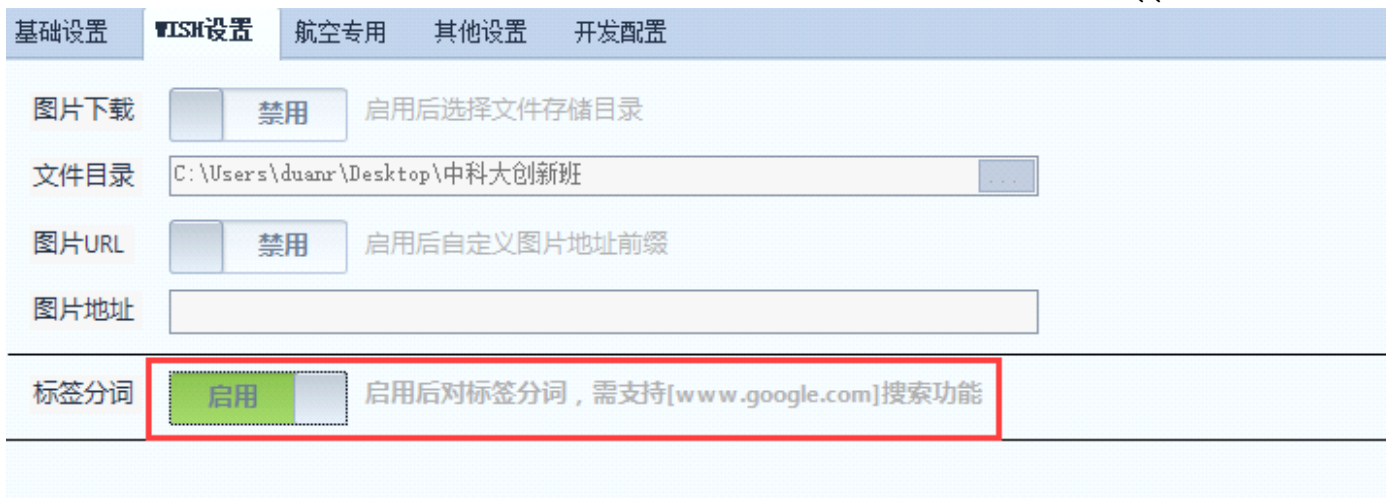 基础设置 WISH设置 航空专用 其他设置 开发配置
图片下载 禁用 启用后选择文件存储目录
文件目录 C:\Users\duanr\Desktop\中科大创新班 ...
图片URL 禁用 启用后自定义图片地址前缀
图片地址
标签分词 启用 启用后对标签分词，需支持[www.google.com]搜索功能